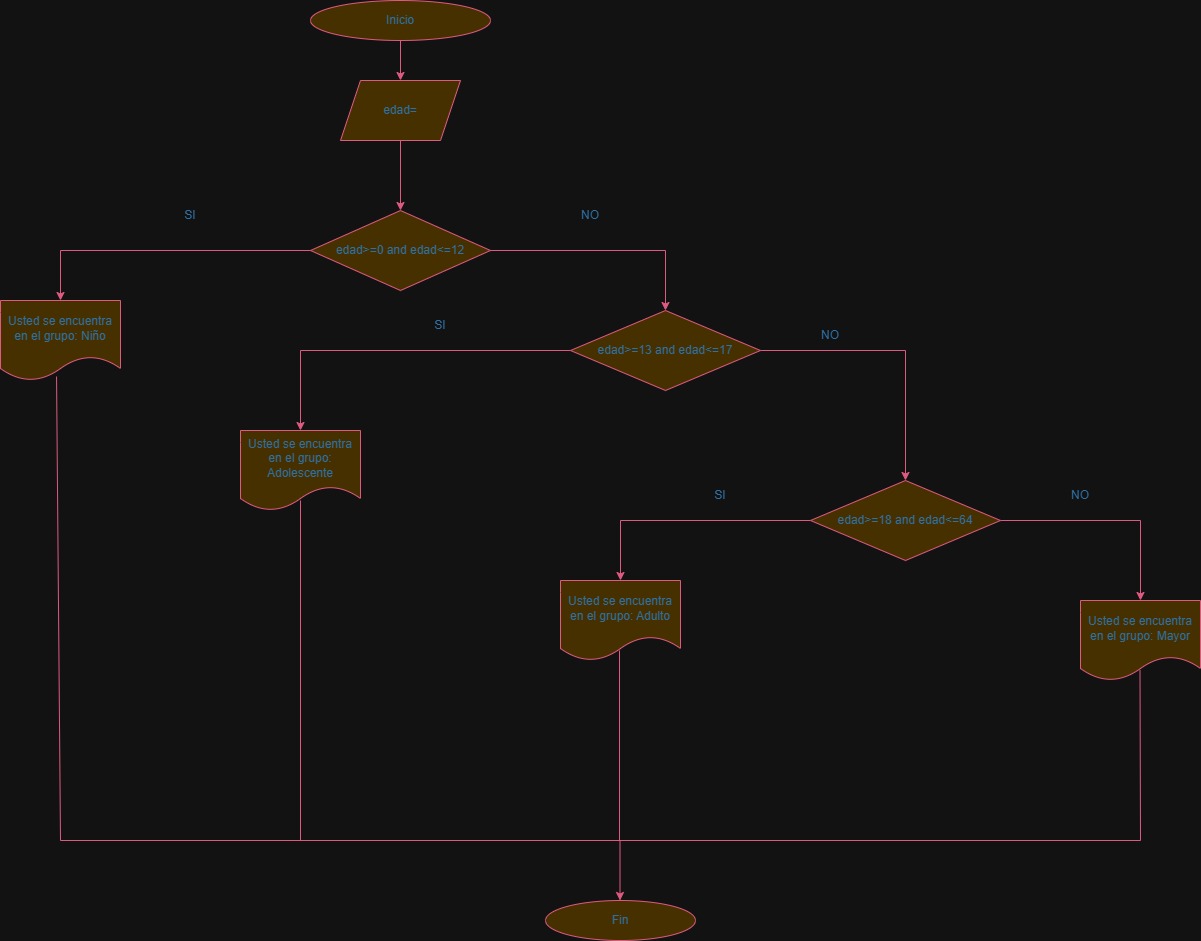 Inicio
edad=
SI
NO
edad>=0 and edad<=12
Usted se encuentra
en el grupo: Niño
SI
NO
edad>=13 and edad<=17
Usted se encuentra
en el grupo:
Adolescente
SI
NO
edad>=18 and edad<=64
Usted se encuentra
en el grupo: Adulto
Usted se encuentra
en el grupo: Mayor
Fin